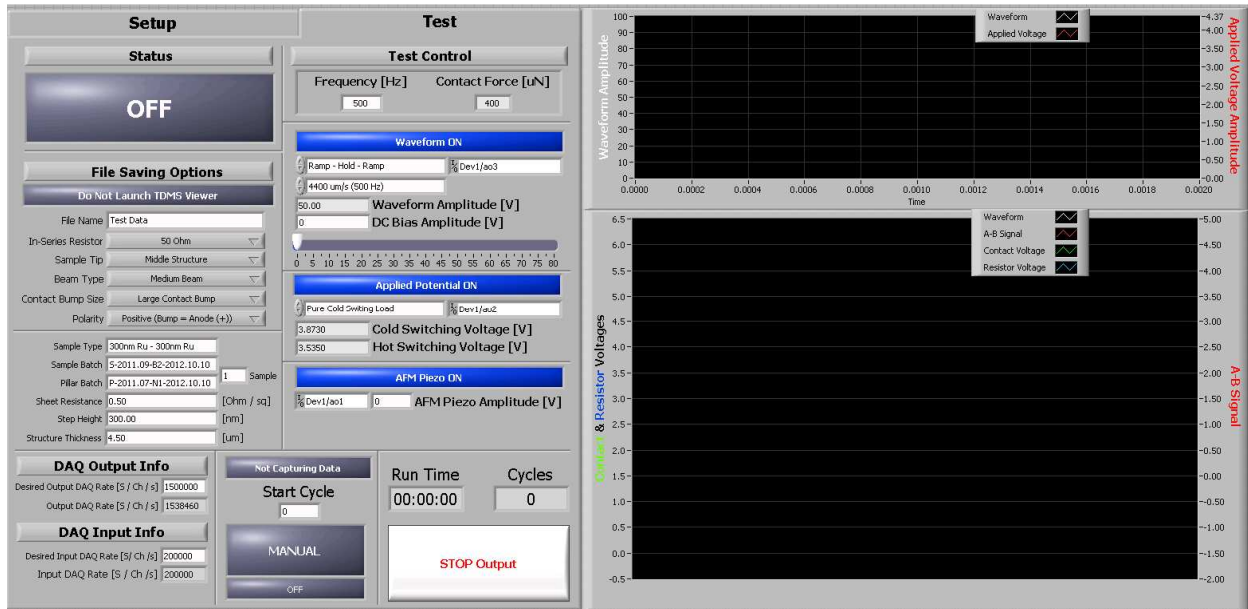 Setup
Test
Status
OFF
File Saving Options
Do Not Launch TDMS Viewer
File Name Test Data
In-Series Resistor 50 Ohm
Sample Tip Middle Structure
Beam Type Medium Beam
Contact Bump Size Large Contact Bump
Polarity Positive (Bump = Anode (+))
Sample Type 300nm Ru - 300nm Ru
Sample Batch S-2011.09-B2-2012.10.10
Pillar Batch P-2011.07-N1-2012.10.10
1 Sample
Sheet Resistance 0.50 [Ohm / sq]
Step Height 300.00 [nm]
Structure Thickness 4.50 [um]
DAQ Output Info
Desired Output DAQ Rate [S / Ch / s] 1500000
Output DAQ Rate [S / Ch / s] 1538460
DAQ Input Info
Desired Input DAQ Rate [S/ Ch /s] 200000
Input DAQ Rate [S / Ch /s] 200000
Test Control
Frequency [Hz] Contact Force [uN]
500 400
Waveform ON
Ramp - Hold - Ramp Dev1/ao3
4400 um/s (500 Hz)
50.00 Waveform Amplitude [V]
0 DC Bias Amplitude [V]
0 5 10 15 20 25 30 35 40 45 50 55 60 65 70 75 80
Applied Potential ON
Pure Cold Switing Load Dev1/ao2
3.8730 Cold Switching Voltage [V]
3.5350 Hot Switching Voltage [V]
AFM Piezo ON
Dev1/ao1 0 AFM Piezo Amplitude [V]
Not Capturing Data
Start Cycle
0
MANUAL
OFF
Run Time Cycles
00:00:00 0
STOP Output
Waveform
Applied Voltage
Waveform Amplitude
100
90
80
70
60
50
40
30
20
10
0
0.0000 0.0002 0.0004 0.0006 0.0008 0.0010 0.0012 0.0014 0.0016 0.0018 0.0020
Time
4.37
4.00
3.50
3.00
2.50
2.00
1.50
1.00
0.50
0.00
Applied Voltage Amplitude
Waveform
A-B Signal
Contact Voltage
Resistor Voltage
Contact & Resistor Voltages
6.5
6.0
5.5
5.0
4.5
4.0
3.5
3.0
2.5
2.0
1.5
1.0
0.5
0.0
-0.5
5.00
4.50
4.00
3.50
3.00
2.50
2.00
1.50
1.00
0.50
0.00
-0.50
-1.00
-1.50
-2.00
A-B Signal